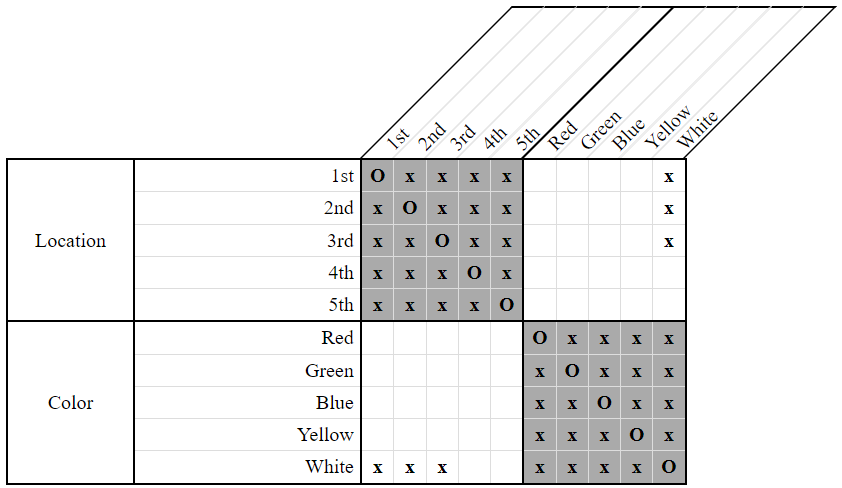 1st 2nd 3rd 4th 5th Red Green Blue Yellow White
Location
1st O x x x x x
2nd x O x x x x
3rd x x O x x x
4th x x x O x
5th x x x x O
Color
Red O x x x x
Green x O x x x
Blue x x O x x
Yellow x x x O x
White x x x x x x x O